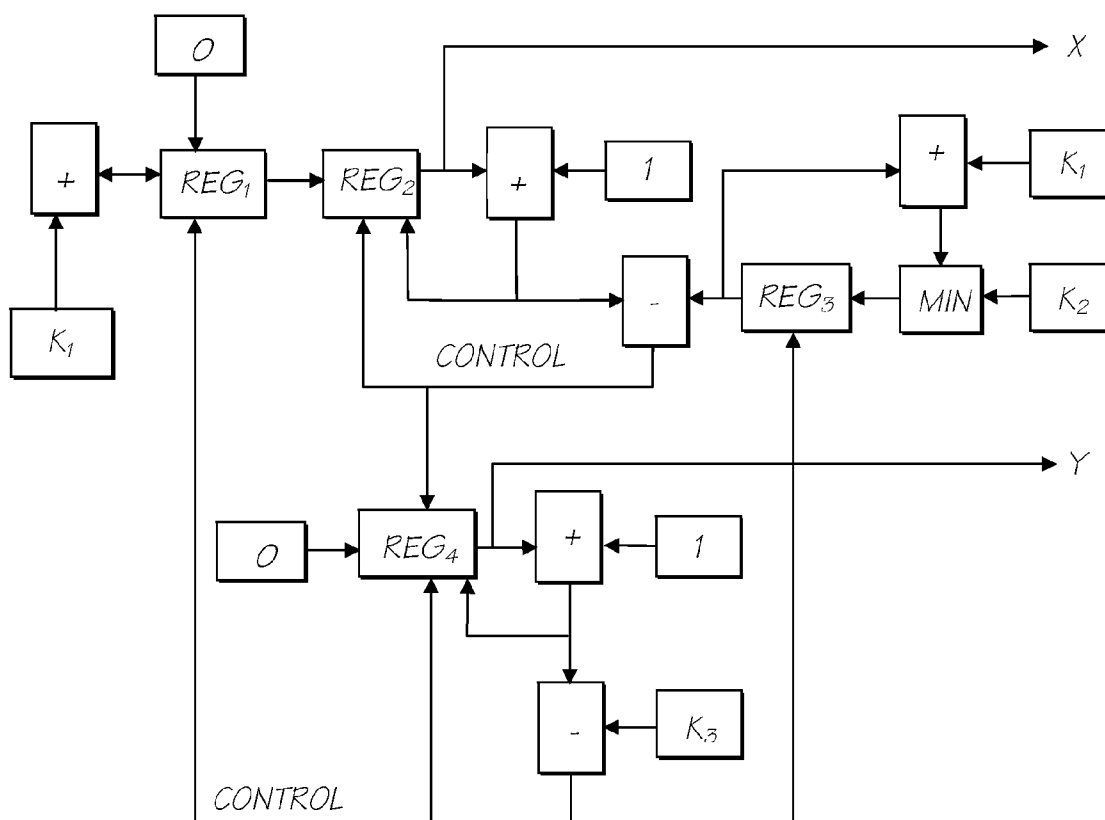 0
X
+
REG₁
REG₂
+
1
+
K₁
K₁
-
REG₃
MIN
K₂
CONTROL
Y
0
REG₄
+
1
-
K₃
CONTROL